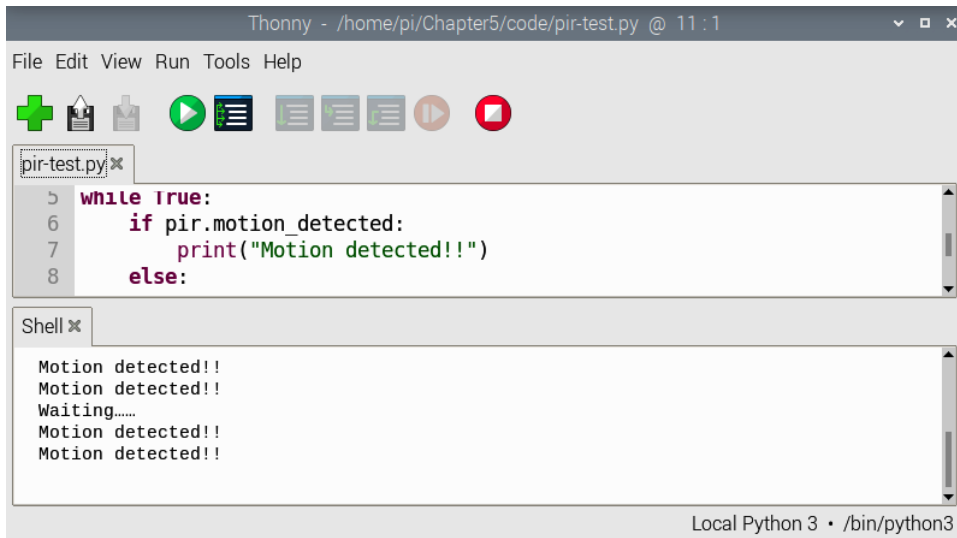 Thonny - /home/pi/Chapter5/code/pir-test.py @ 11 : 1
File Edit View Run Tools Help
pir-test.py
5 while True:
6 if pir.motion_detected:
7 print("Motion detected!!")
8 else:
Shell
Motion detected!!
Motion detected!!
Waiting……
Motion detected!!
Motion detected!!
Local Python 3 • /bin/python3